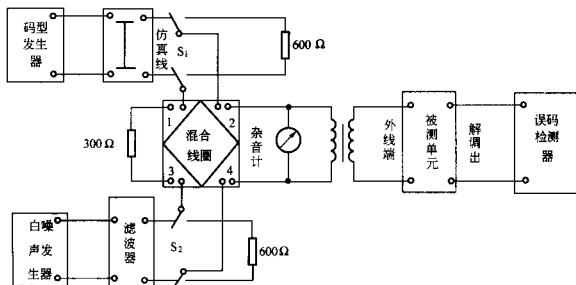 码型
发生
器
仿真
线
S₁
600 Ω
1
2
混合
线圈
3
4
300Ω
杂音计
外线端
被测单元
解调出
误码
检测
器
白噪
声发
生器
滤波器
S₂
600Ω